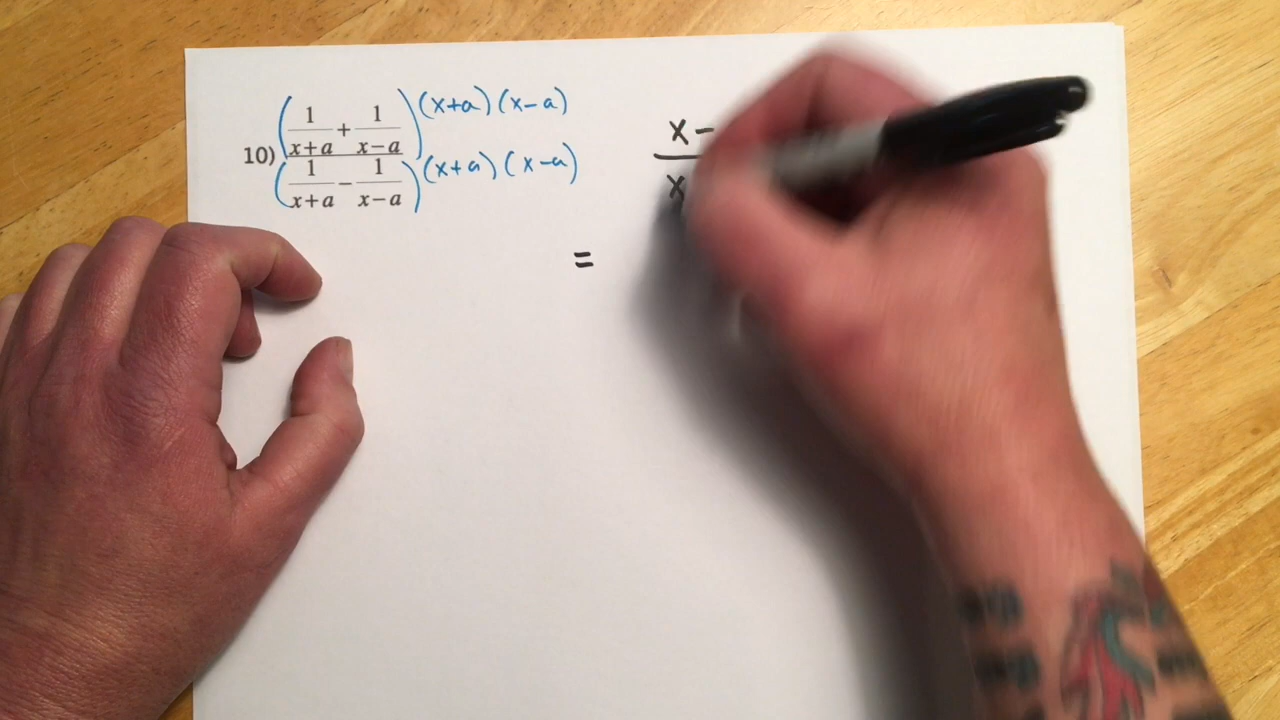 10) (1/(x+a) + 1/(x−a)) (x+a)(x−a)
(1/(x+a) − 1/(x−a)) (x+a)(x−a)
x−
x
=